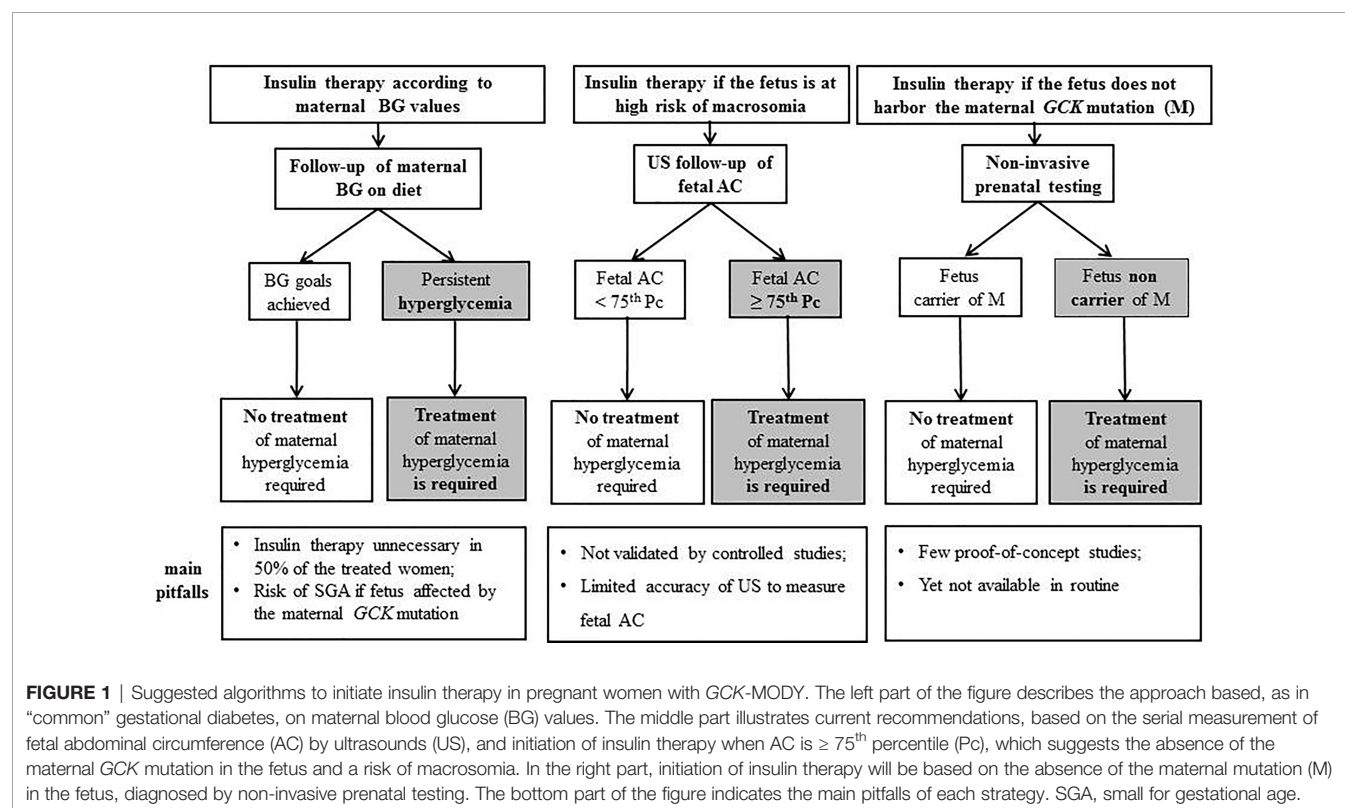 Insulin therapy according to
maternal BG values
Insulin therapy if the fetus is at
high risk of macrosomia
Insulin therapy if the fetus does not
harbor the maternal GCK mutation (M)
Follow-up of maternal
BG on diet
US follow-up of
fetal AC
Non-invasive
prenatal testing
BG goals
achieved
Persistent
hyperglycemia
Fetal AC
< 75th Pc
Fetal AC
≥ 75th Pc
Fetus
carrier of M
Fetus non
carrier of M
No treatment
of maternal
hyperglycemia
required
Treatment
of maternal
hyperglycemia
is required
No treatment
of maternal
hyperglycemia
required
Treatment
of maternal
hyperglycemia
is required
No treatment
of maternal
hyperglycemia
required
Treatment
of maternal
hyperglycemia
is required
main
pitfalls
• Insulin therapy unnecessary in
50% of the treated women;
• Risk of SGA if fetus affected by
the maternal GCK mutation
• Not validated by controlled studies;
• Limited accuracy of US to measure
fetal AC
• Few proof-of-concept studies;
• Yet not available in routine
FIGURE 1 | Suggested algorithms to initiate insulin therapy in pregnant women with GCK-MODY. The left part of the figure describes the approach based, as in
“common” gestational diabetes, on maternal blood glucose (BG) values. The middle part illustrates current recommendations, based on the serial measurement of
fetal abdominal circumference (AC) by ultrasounds (US), and initiation of insulin therapy when AC is ≥ 75th percentile (Pc), which suggests the absence of the
maternal GCK mutation in the fetus and a risk of macrosomia. In the right part, initiation of insulin therapy will be based on the absence of the maternal mutation (M)
in the fetus, diagnosed by non-invasive prenatal testing. The bottom part of the figure indicates the main pitfalls of each strategy. SGA, small for gestational age.